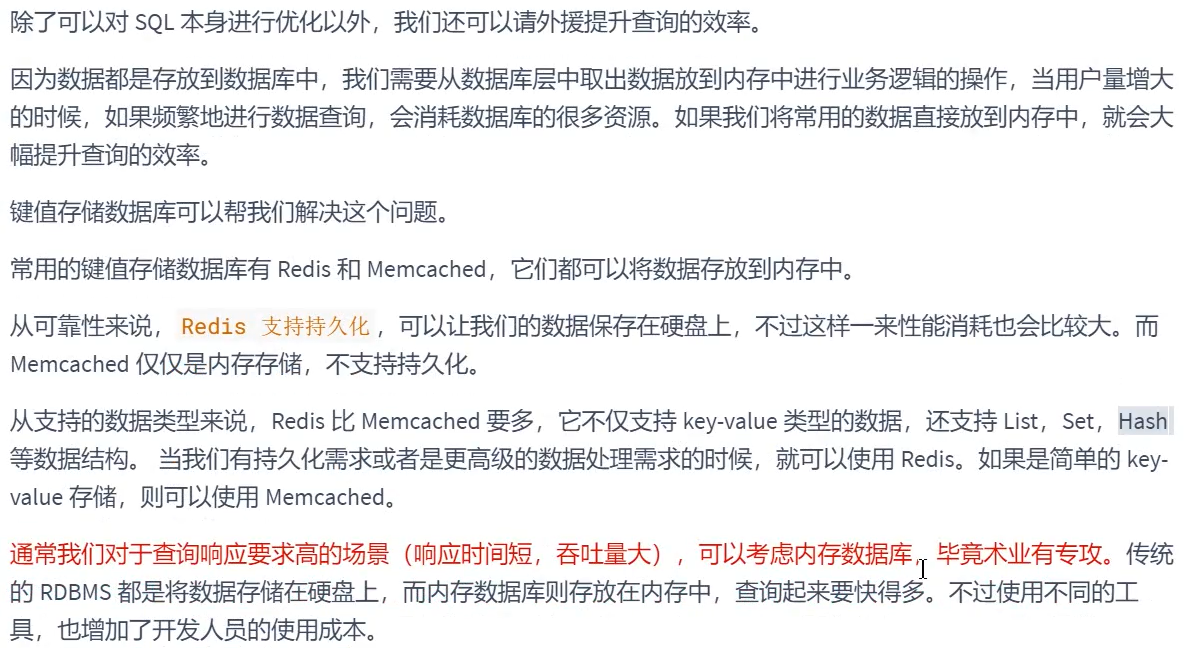 除了可以对 SQL 本身进行优化以外，我们还可以请外援提升查询的效率。
因为数据都是存放到数据库中，我们需要从数据库层中取出数据放到内存中进行业务逻辑的操作，当用户量增大
的时候，如果频繁地进行数据查询，会消耗数据库的很多资源。如果我们将常用的数据直接放到内存中，就会大
幅提升查询的效率。
键值存储数据库可以帮我们解决这个问题。
常用的键值存储数据库有 Redis 和 Memcached，它们都可以将数据存放到内存中。
从可靠性来说， Redis 支持持久化 ，可以让我们的数据保存在硬盘上，不过这样一来性能消耗也会比较大。而
Memcached 仅仅是内存存储，不支持持久化。
从支持的数据类型来说，Redis 比 Memcached 要多，它不仅支持 key-value 类型的数据，还支持 List，Set，Hash
等数据结构。 当我们有持久化需求或者是更高级的数据处理需求的时候，就可以使用 Redis。如果是简单的 key-
value 存储，则可以使用 Memcached。
通常我们对于查询响应要求高的场景（响应时间短，吞吐量大），可以考虑内存数据库，毕竟术业有专攻。传统
的 RDBMS 都是将数据存储在硬盘上，而内存数据库则存放在内存中，查询起来要快得多。不过使用不同的工
具，也增加了开发人员的使用成本。